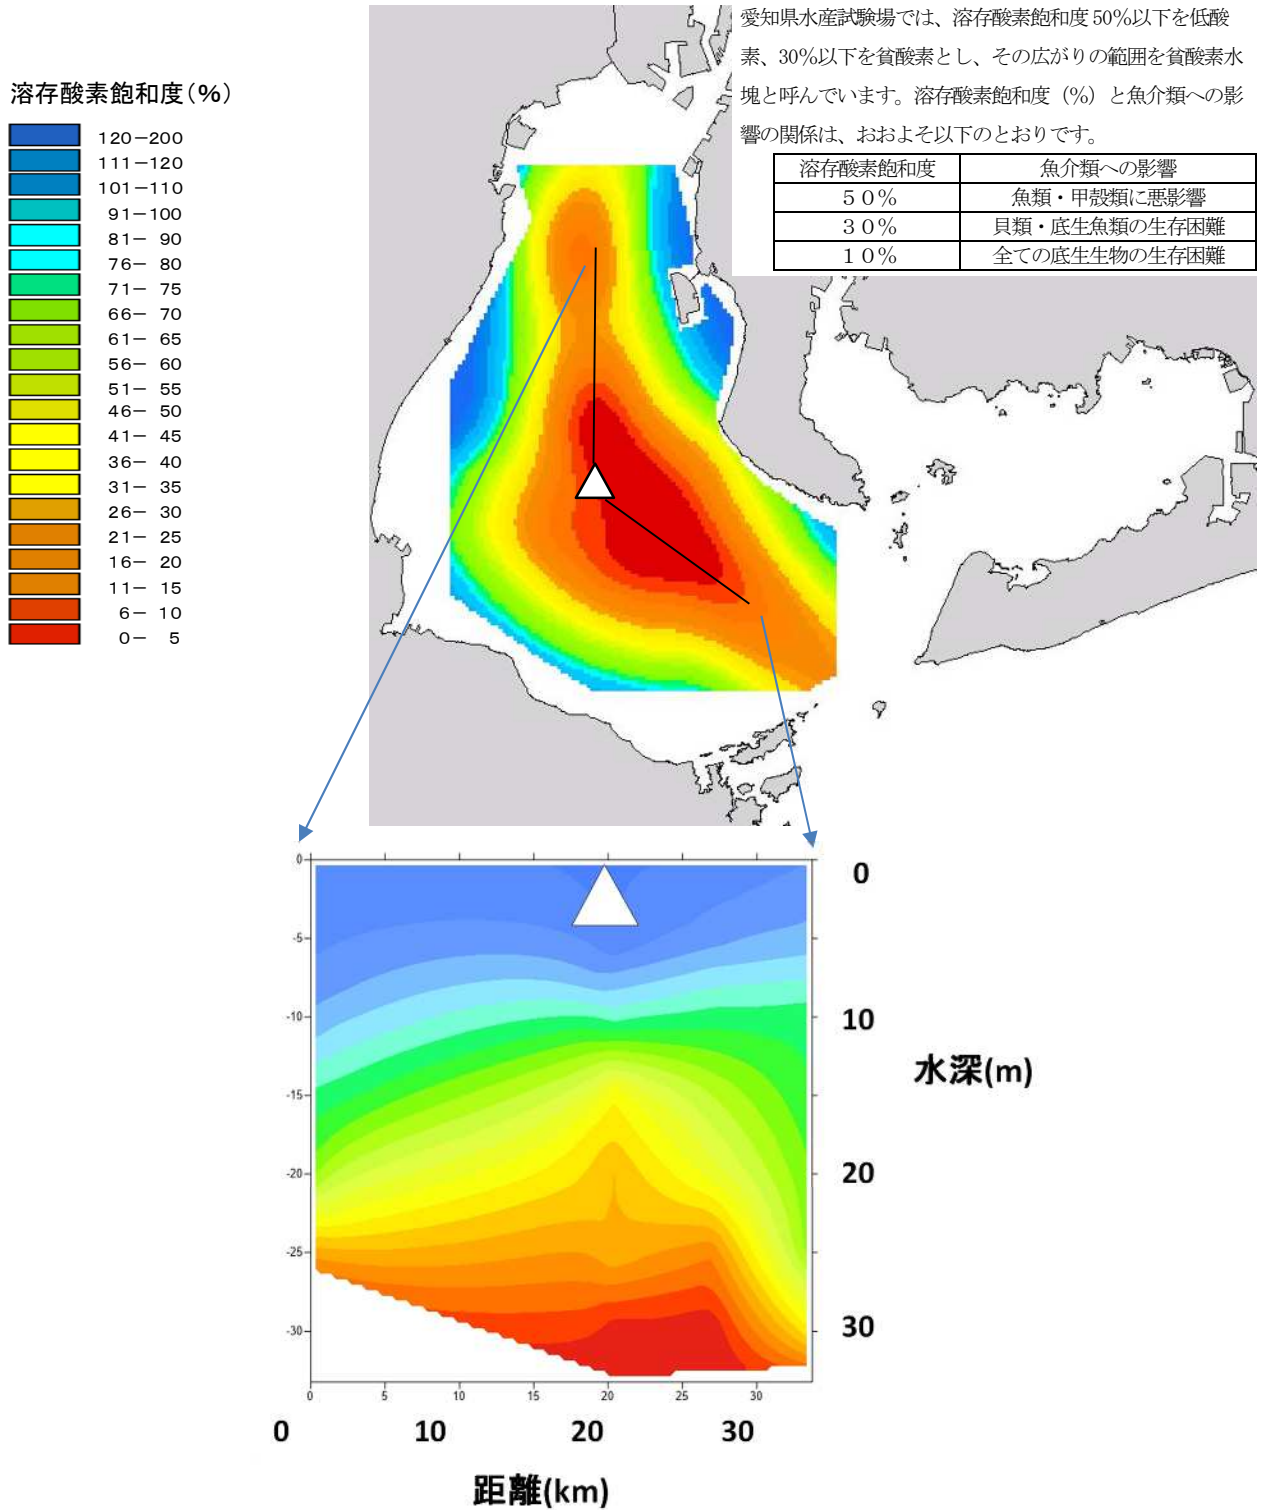 愛知県水産試験場では、溶存酸素飽和度50%以下を低酸
素、30%以下を貧酸素とし、その広がりの範囲を貧酸素水
塊と呼んでいます。溶存酸素飽和度（%）と魚介類への影
響の関係は、おおよそ以下のとおりです。
溶存酸素飽和度 魚介類への影響
５０% 魚類・甲殻類に悪影響
３０% 貝類・底生魚類の生存困難
１０% 全ての底生生物の生存困難
溶存酸素飽和度(%)
120-200
111-120
101-110
91-100
81- 90
76- 80
71- 75
66- 70
61- 65
56- 60
51- 55
46- 50
41- 45
36- 40
31- 35
26- 30
21- 25
16- 20
11- 15
6- 10
0- 5
0
-5
-10
-15
-20
-25
-30
0 5 10 15 20 25 30
0
10
20
30
水深(m)
0 10 20 30
距離(km)